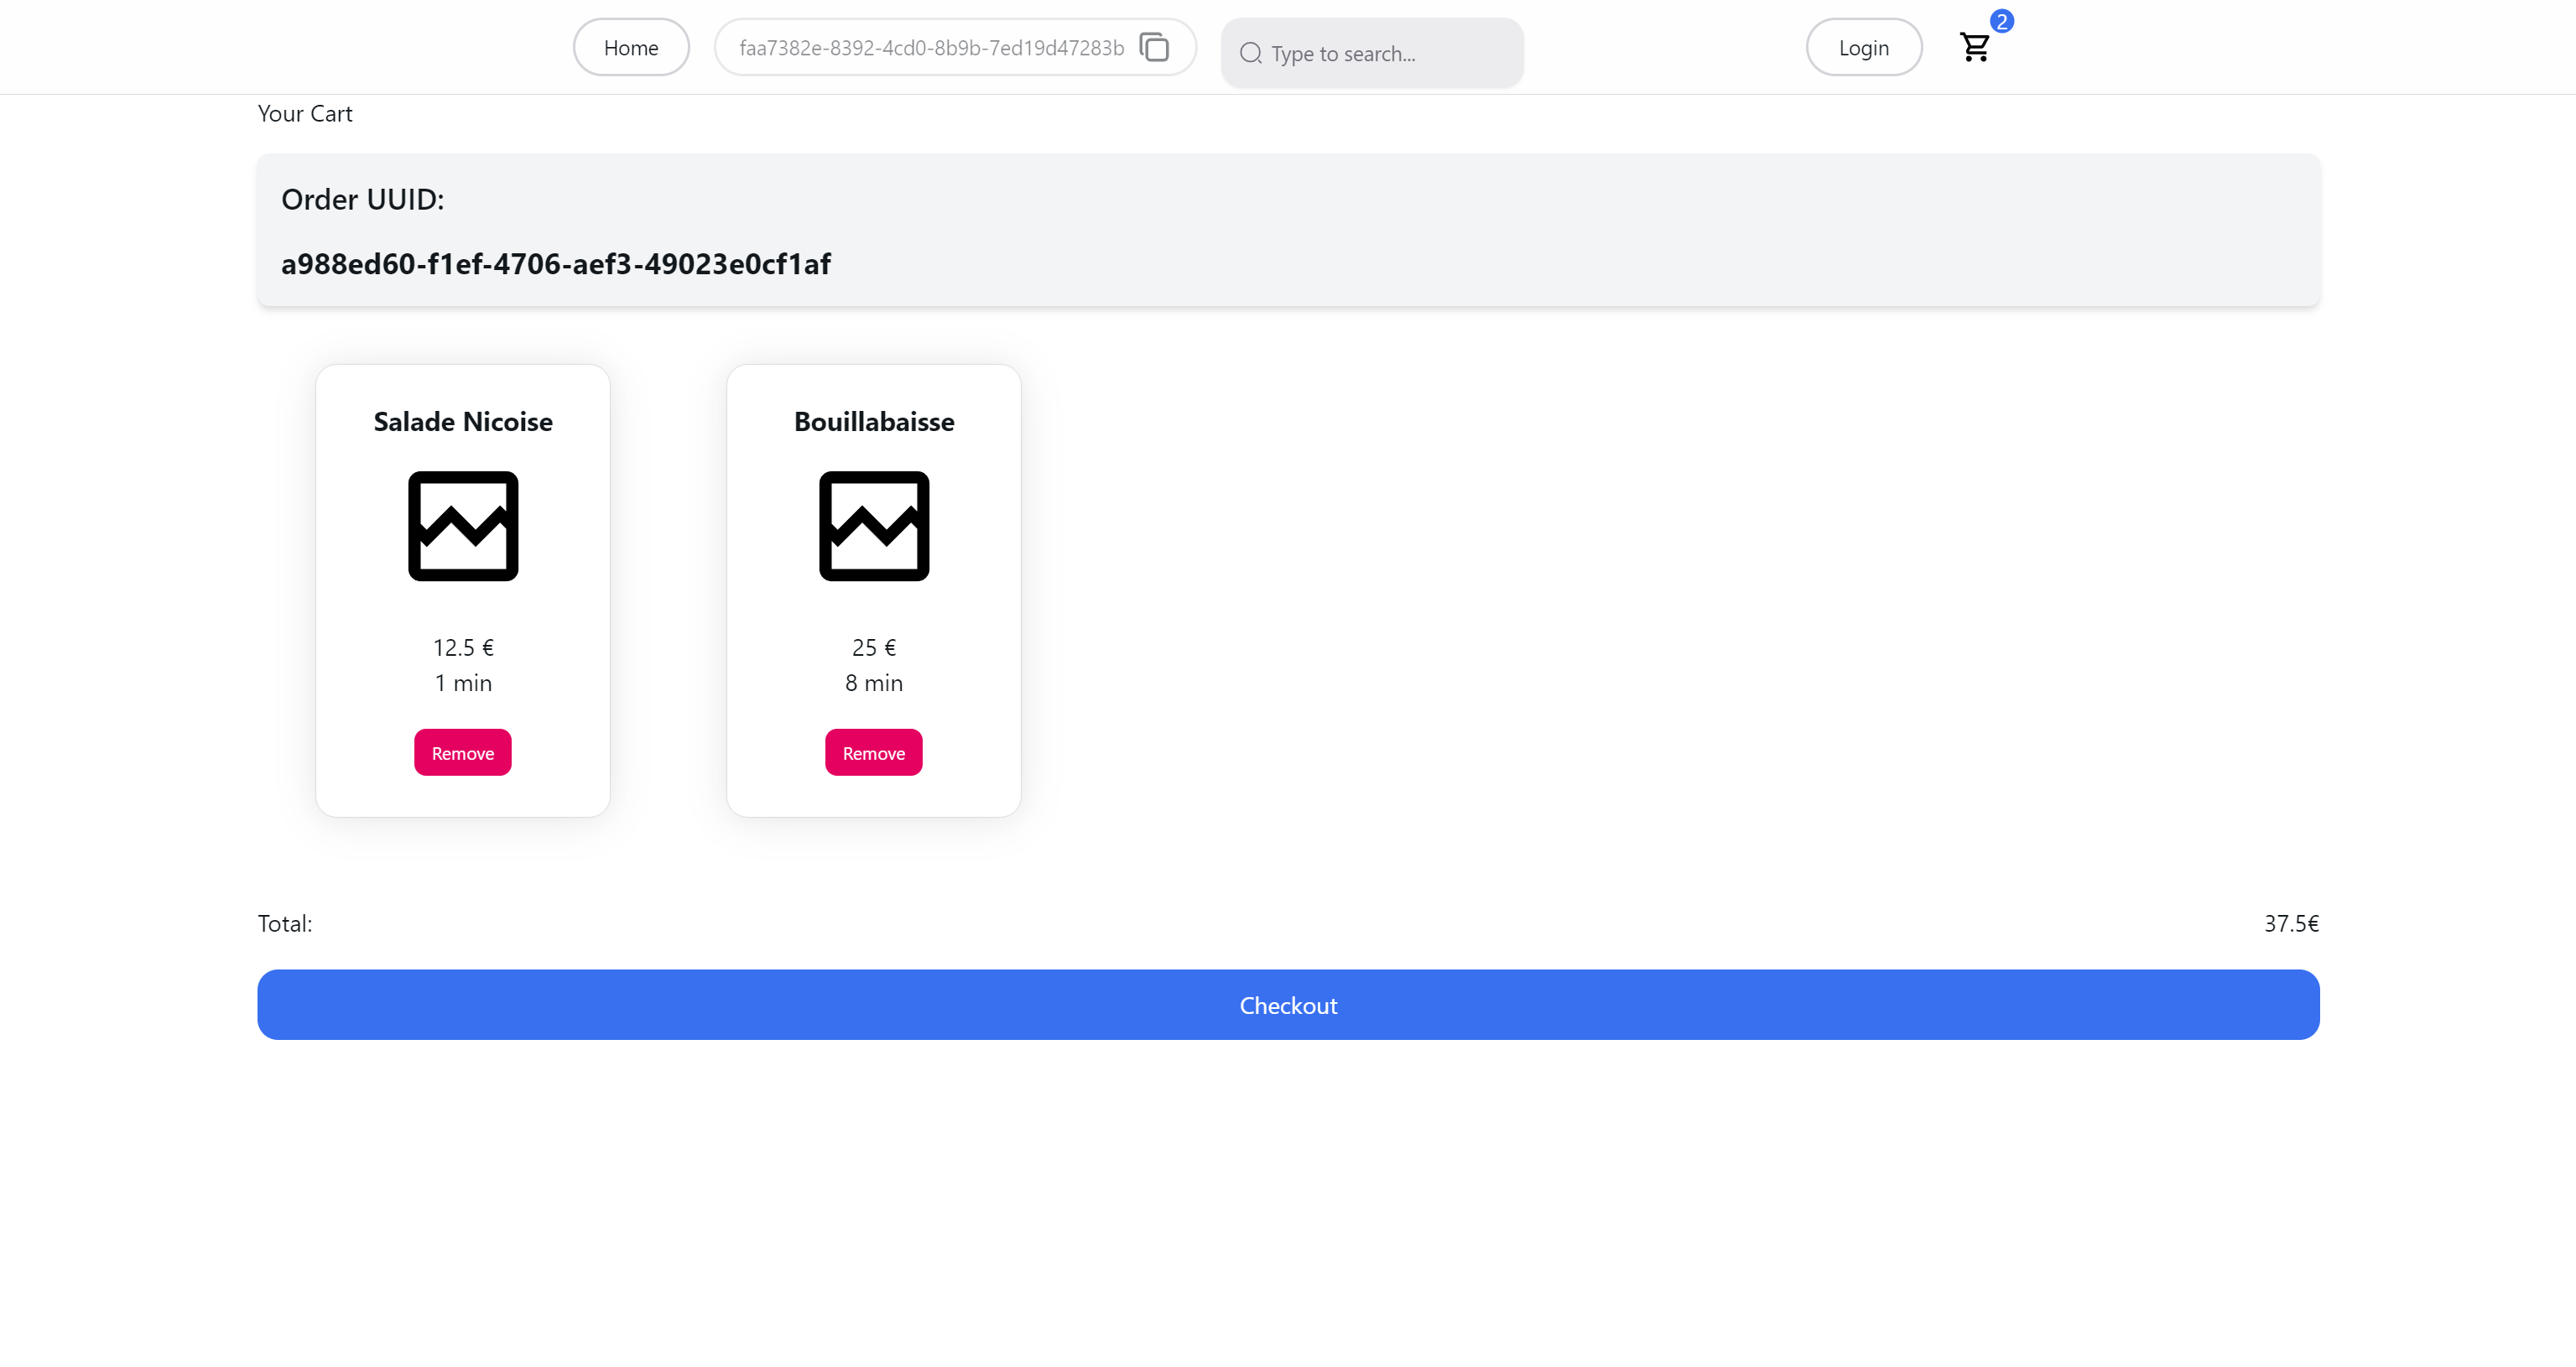 Home
faa7382e-8392-4cd0-8b9b-7ed19d47283b
Type to search...
Login
2
Your Cart
Order UUID:
a988ed60-f1ef-4706-aef3-49023e0cf1af
Salade Nicoise
12.5 €
1 min
Remove
Bouillabaisse
25 €
8 min
Remove
Total:
37.5€
Checkout